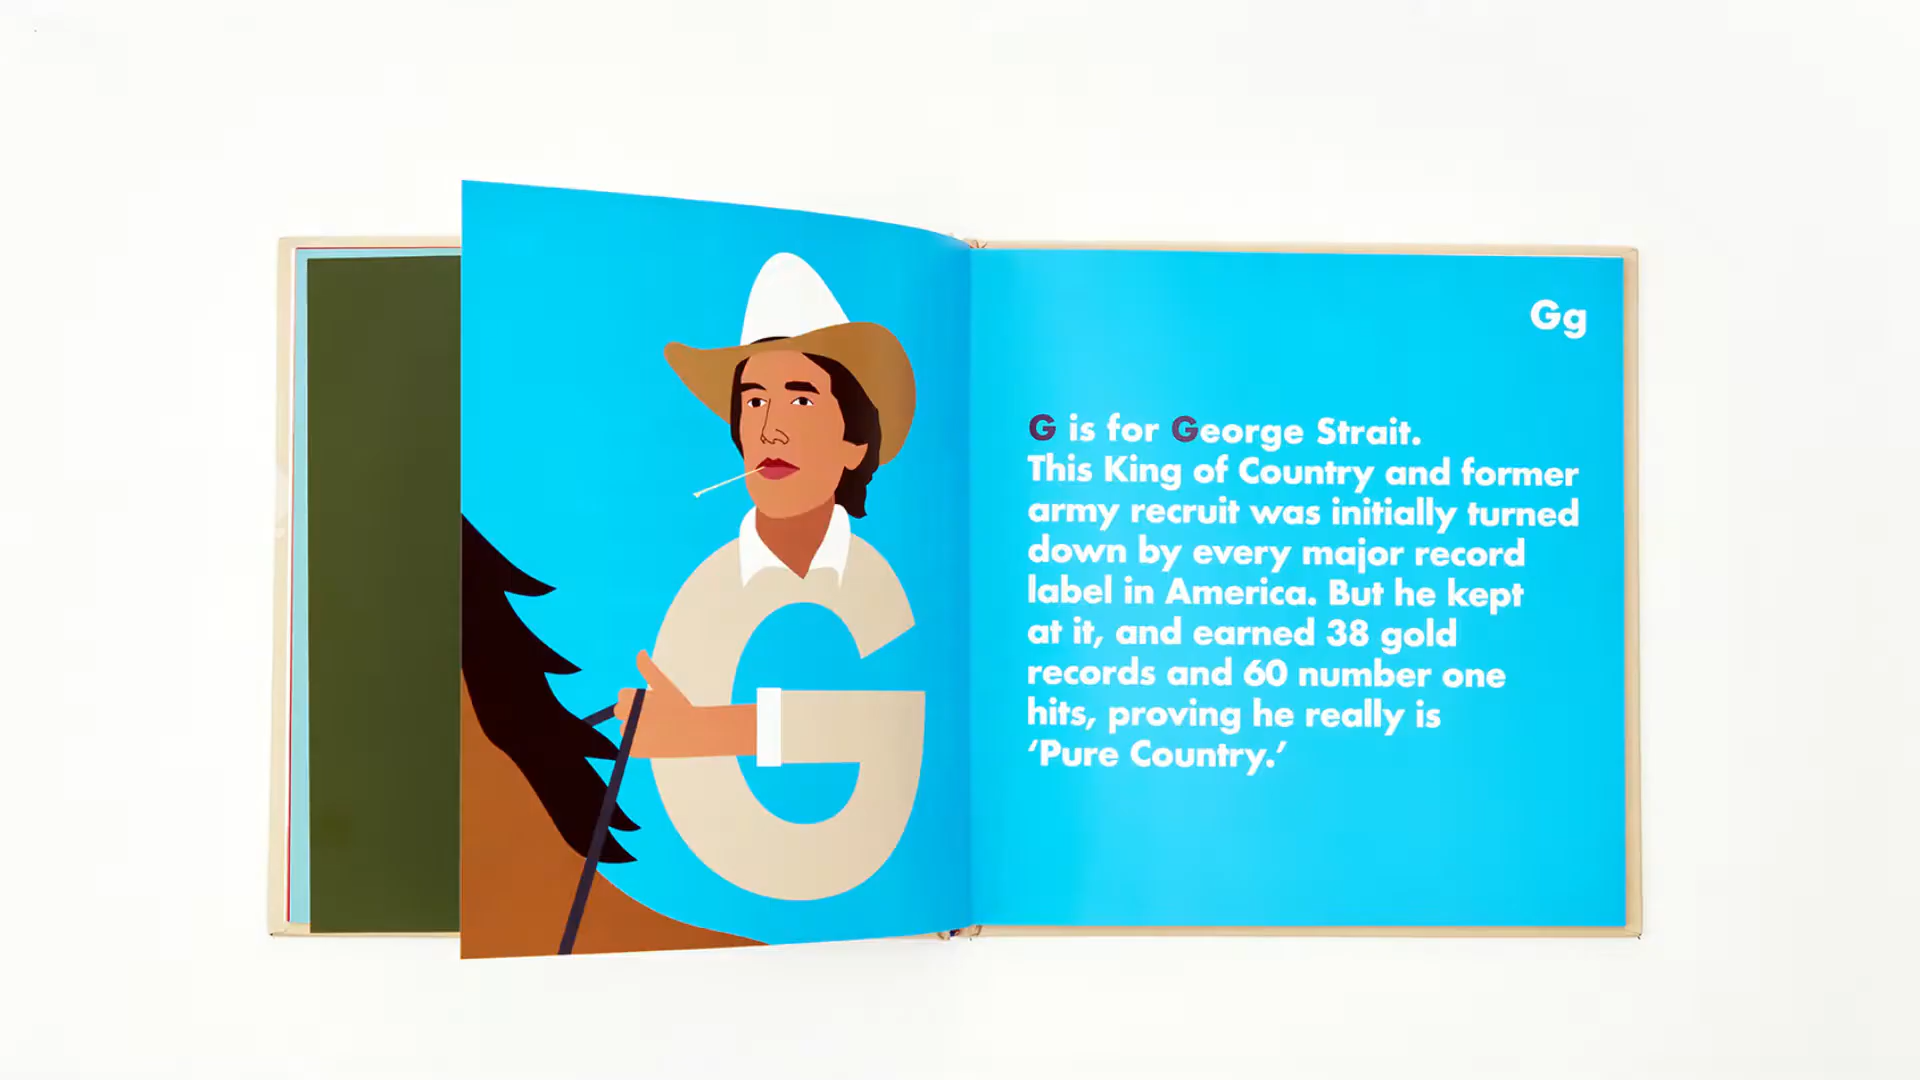 Gg
G is for George Strait.
This King of Country and former
army recruit was initially turned
down by every major record
label in America. But he kept
at it, and earned 38 gold
records and 60 number one
hits, proving he really is
‘Pure Country.’